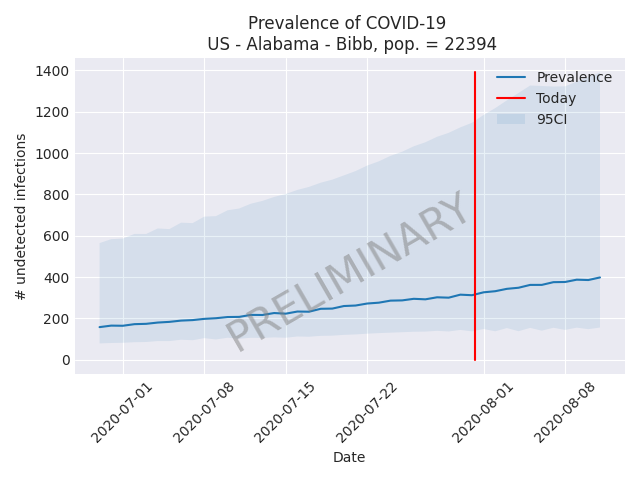 Prevalence of COVID-19
US - Alabama - Bibb, pop. = 22394
1400
1200
1000
800
600
400
200
0
# undetected infections
Prevalence
Today
95CI
PRELIMINARY
2020-07-01
2020-07-08
2020-07-15
2020-07-22
2020-08-01
2020-08-08
Date